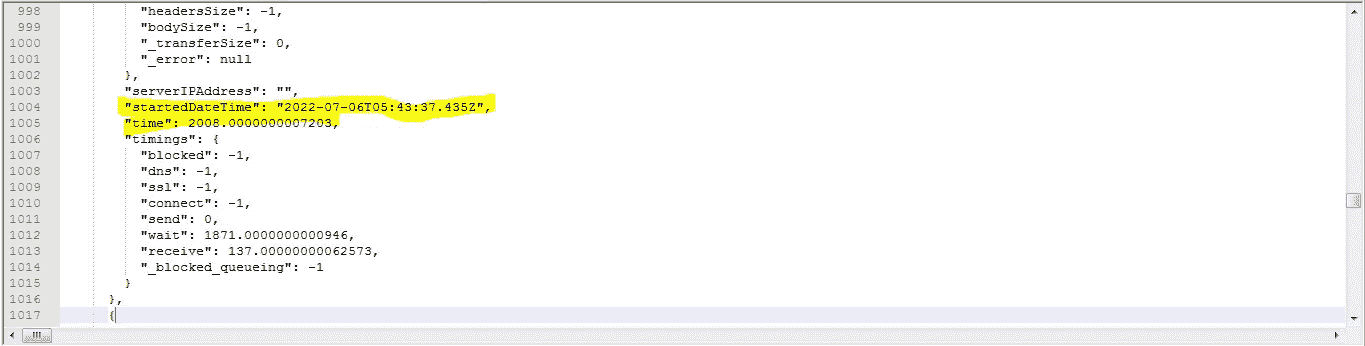 998 "headersSize": -1,
999 "bodySize": -1,
1000 "_transferSize": 0,
1001 "_error": null
1002 },
1003 "serverIPAddress": "",
1004 "startedDateTime": "2022-07-06T05:43:37.435Z",
1005 "time": 2008.0000000007203,
1006 "timings": {
1007 "blocked": -1,
1008 "dns": -1,
1009 "ssl": -1,
1010 "connect": -1,
1011 "send": 0,
1012 "wait": 1871.0000000000946,
1013 "receive": 137.00000000062573,
1014 "_blocked_queueing": -1
1015 }
1016 },
1017 {